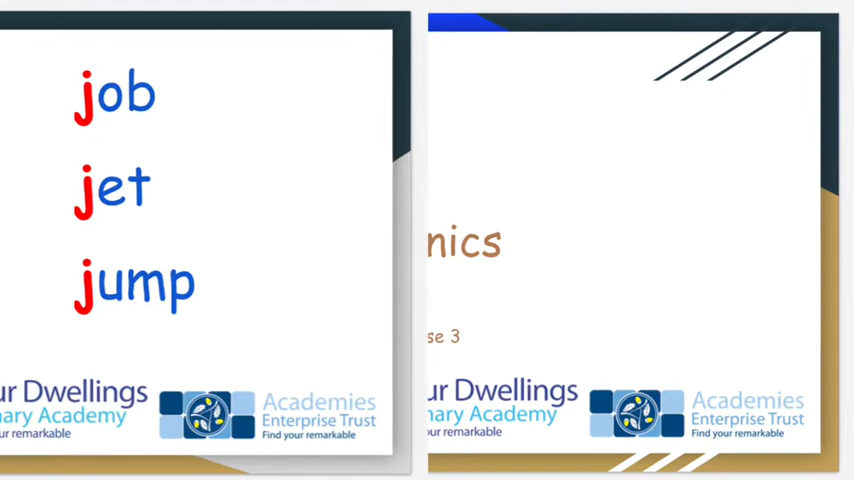 job
jet
jump
ur Dwellings
nary Academy
ur remarkable
Academies
Enterprise Trust
Find your remarkable
nics
se 3
ur Dwellings
mary Academy
ur remarkable
Academies
Enterprise Trust
Find your remarkable